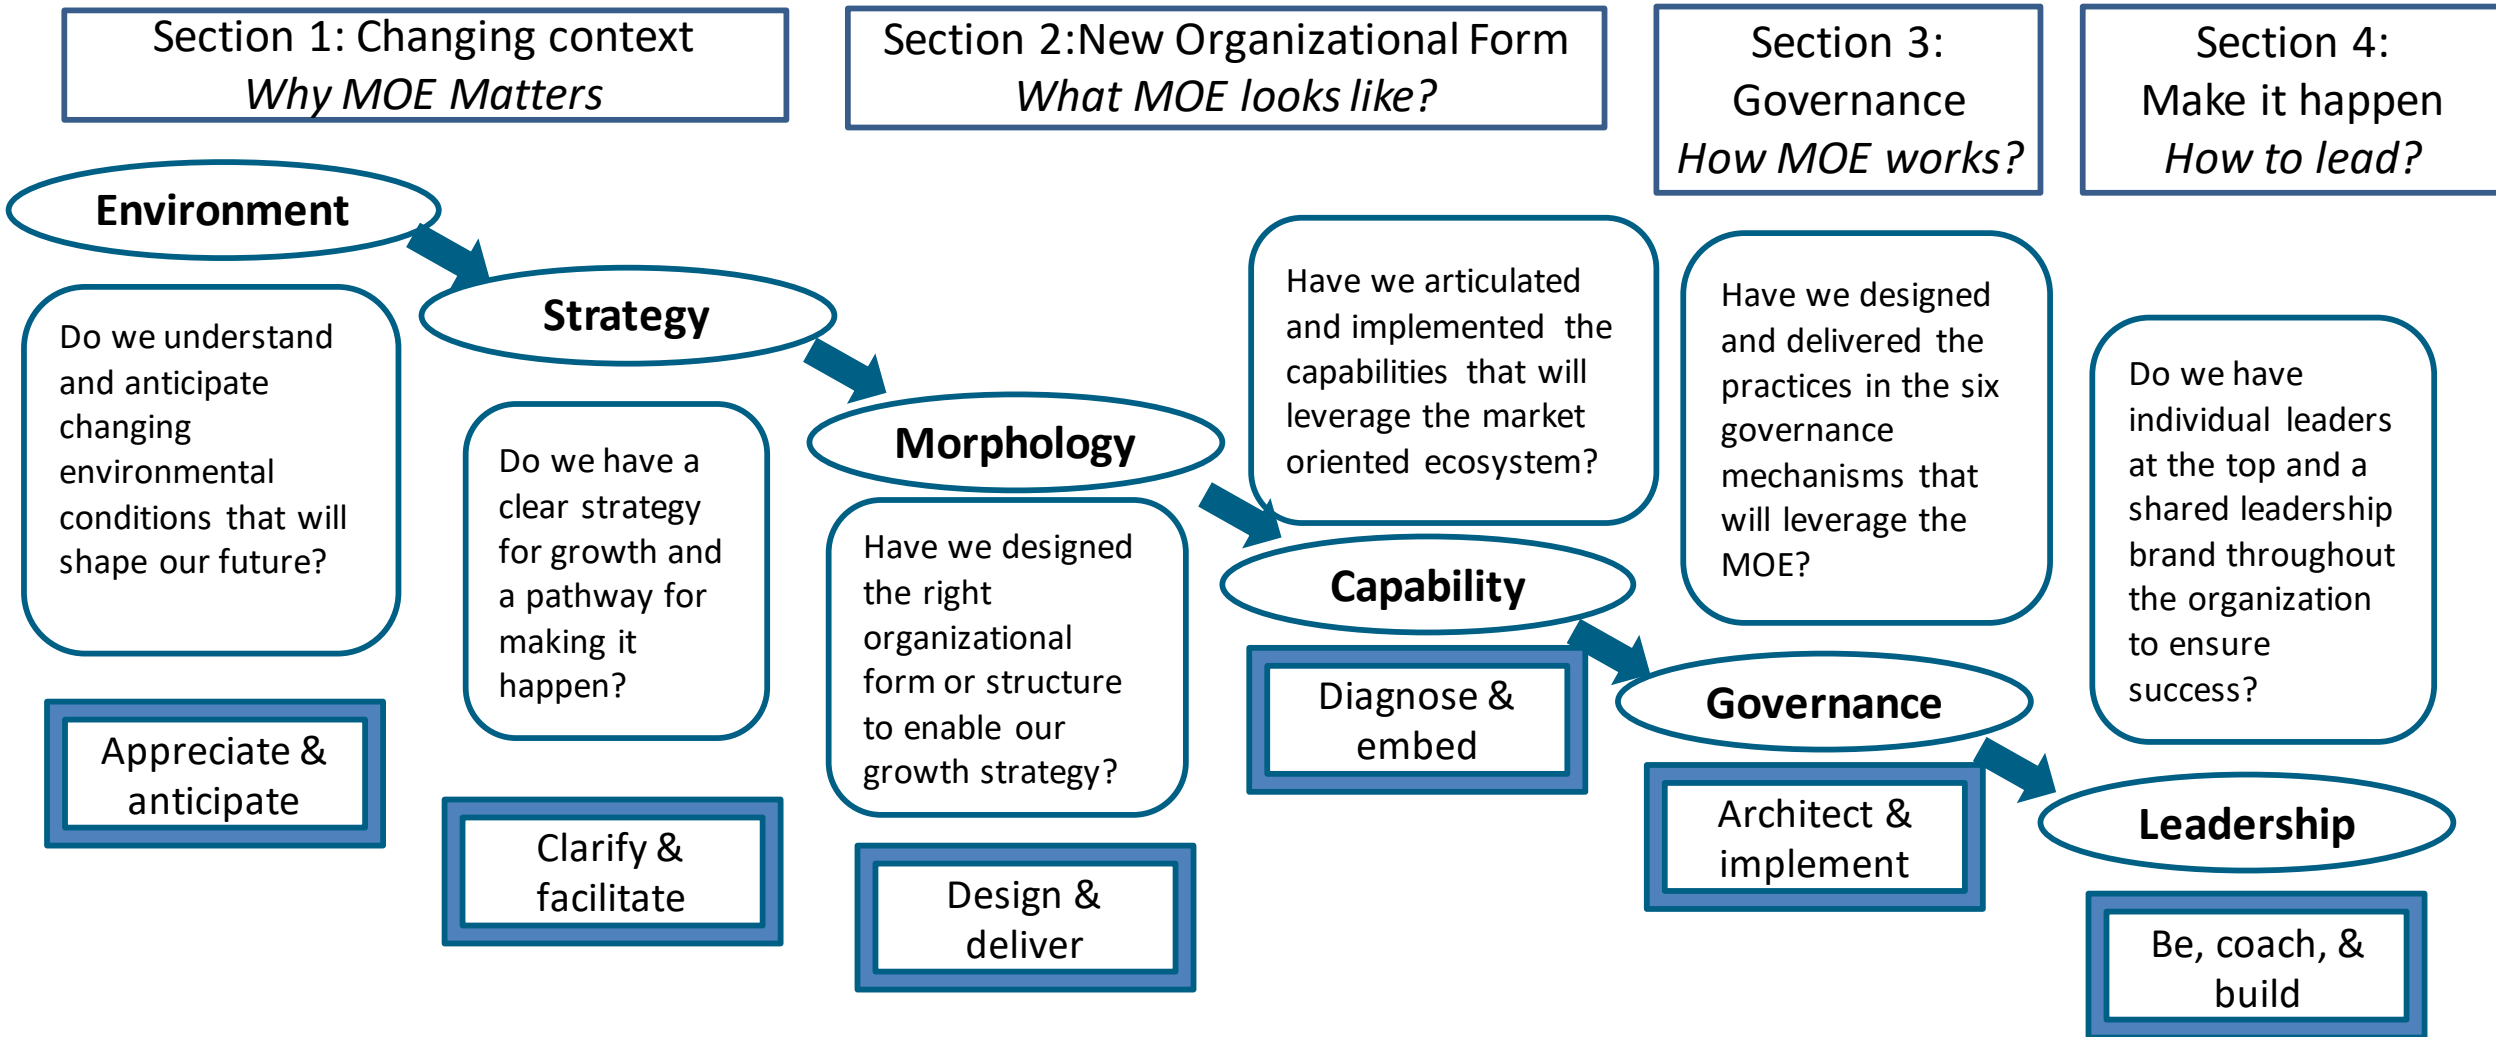 Section 1: Changing context
Why MOE Matters
Section 2:New Organizational Form
What MOE looks like?
Section 3:
Governance
How MOE works?
Section 4:
Make it happen
How to lead?
Environment
Do we understand
and anticipate
changing
environmental
conditions that will
shape our future?
Appreciate &
anticipate
Strategy
Do we have a
clear strategy
for growth and
a pathway for
making it
happen?
Clarify &
facilitate
Morphology
Have we designed
the right
organizational
form or structure
to enable our
growth strategy?
Design &
deliver
Have we articulated
and implemented the
capabilities that will
leverage the market
oriented ecosystem?
Capability
Diagnose &
embed
Have we designed
and delivered the
practices in the six
governance
mechanisms that
will leverage the
MOE?
Governance
Architect &
implement
Do we have
individual leaders
at the top and a
shared leadership
brand throughout
the organization
to ensure
success?
Leadership
Be, coach, &
build